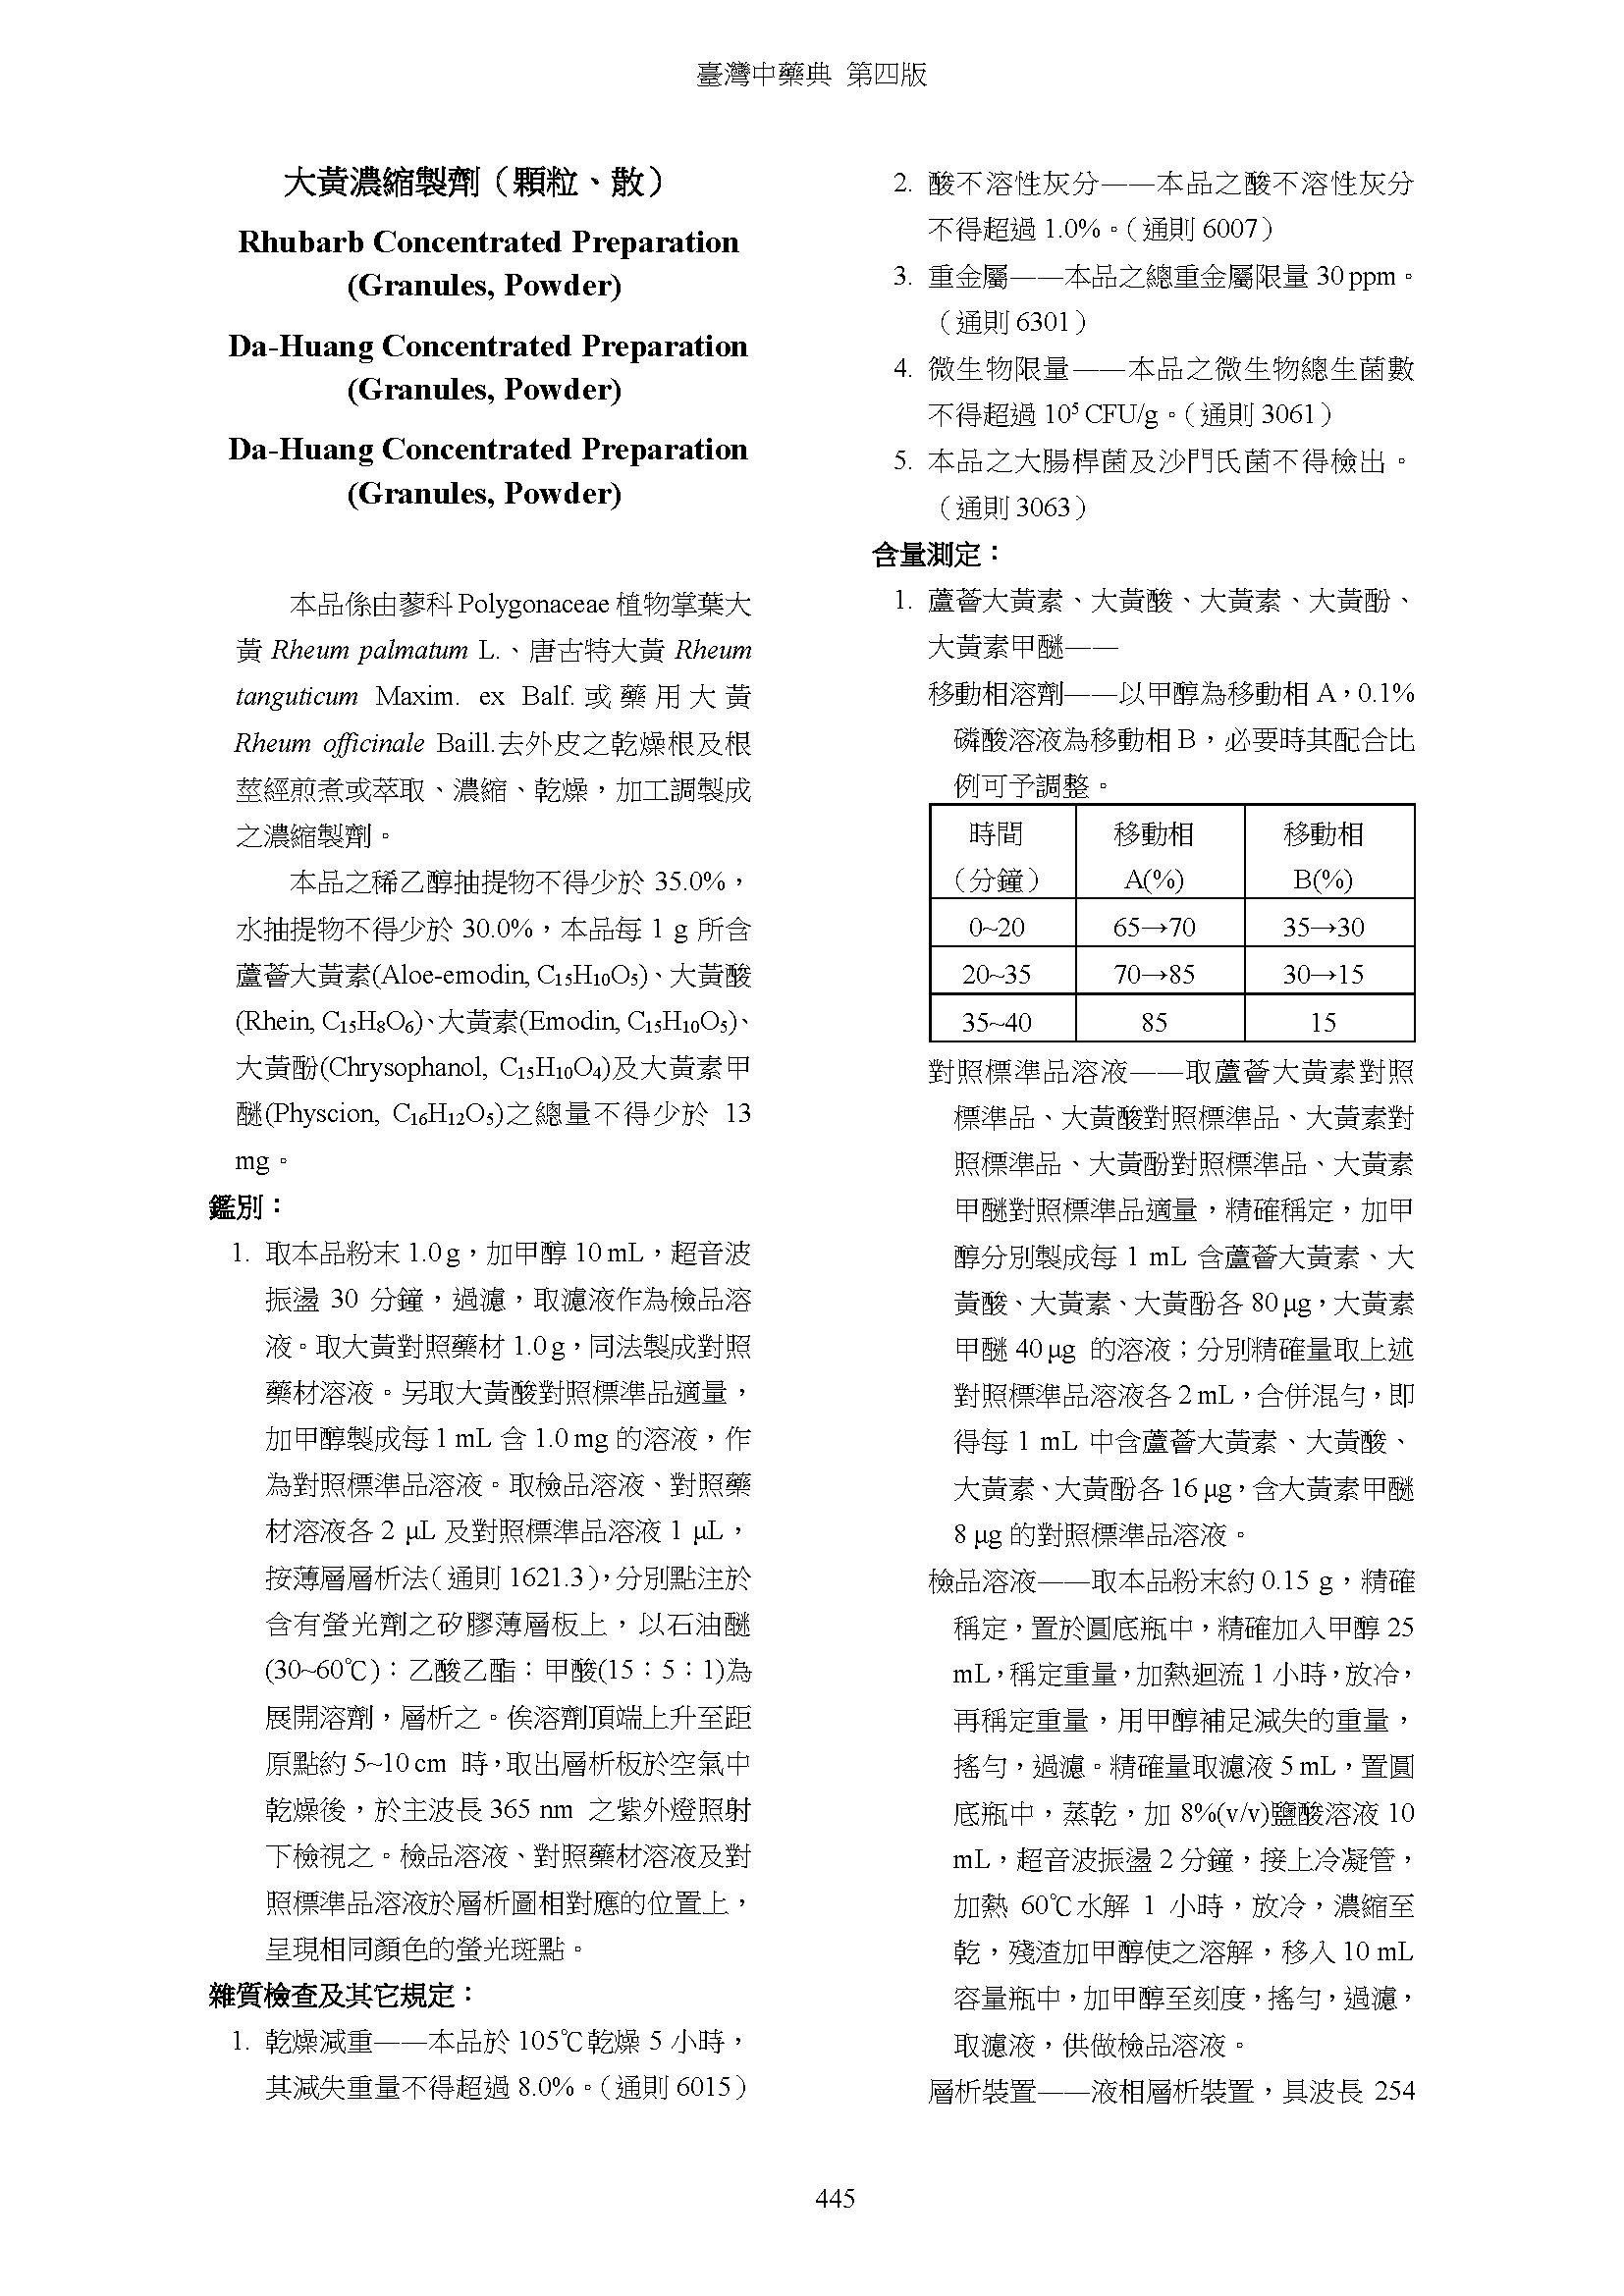 臺灣中藥典 第四版
大黃濃縮製劑（顆粒、散）
Rhubarb Concentrated Preparation
(Granules, Powder)
Da-Huang Concentrated Preparation
(Granules, Powder)
Da-Huang Concentrated Preparation
(Granules, Powder)
本品係由蓼科 Polygonaceae 植物掌葉大
黃 Rheum palmatum L.、唐古特大黃 Rheum
tanguticum Maxim. ex Balf. 或藥用大黃
Rheum officinale Baill.去外皮之乾燥根及根
莖經煎煮或萃取、濃縮、乾燥，加工調製成
之濃縮製劑。
本品之稀乙醇抽提物不得少於 35.0%，
水抽提物不得少於 30.0%，本品每 1 g 所含
蘆薈大黃素(Aloe-emodin, C₁₅H₁₀O₅)、大黃酸
(Rhein, C₁₅H₈O₆)、大黃素(Emodin, C₁₅H₁₀O₅)、
大黃酚(Chrysophanol, C₁₅H₁₀O₄)及大黃素甲
醚(Physcion, C₁₆H₁₂O₅)之總量不得少於 13
mg。
鑑別：
1. 取本品粉末 1.0 g，加甲醇 10 mL，超音波
振盪 30 分鐘，過濾，取濾液作為檢品溶
液。取大黃對照藥材 1.0 g，同法製成對照
藥材溶液。另取大黃酸對照標準品適量，
加甲醇製成每 1 mL 含 1.0 mg 的溶液，作
為對照標準品溶液。取檢品溶液、對照藥
材溶液各 2 μL 及對照標準品溶液 1 μL，
按薄層層析法（通則 1621.3），分別點注於
含有螢光劑之矽膠薄層板上，以石油醚
(30~60℃)：乙酸乙酯：甲酸(15：5：1)為
展開溶劑，層析之。俟溶劑頂端上升至距
原點約 5~10 cm 時，取出層析板於空氣中
乾燥後，於主波長 365 nm 之紫外燈照射
下檢視之。檢品溶液、對照藥材溶液及對
照標準品溶液於層析圖相對應的位置上，
呈現相同顏色的螢光斑點。
雜質檢查及其它規定：
1. 乾燥減重——本品於 105℃乾燥 5 小時，
其減失重量不得超過 8.0%。（通則 6015）
2. 酸不溶性灰分——本品之酸不溶性灰分
不得超過 1.0%。（通則 6007）
3. 重金屬——本品之總重金屬限量 30 ppm。
（通則 6301）
4. 微生物限量——本品之微生物總生菌數
不得超過 10⁵ CFU/g。（通則 3061）
5. 本品之大腸桿菌及沙門氏菌不得檢出。
（通則 3063）
含量測定：
1. 蘆薈大黃素、大黃酸、大黃素、大黃酚、
大黃素甲醚——
移動相溶劑——以甲醇為移動相 A，0.1%
磷酸溶液為移動相 B，必要時其配合比
例可予調整。
時間 移動相 移動相
（分鐘） A(%) B(%)
0~20 65→70 35→30
20~35 70→85 30→15
35~40 85 15
對照標準品溶液——取蘆薈大黃素對照
標準品、大黃酸對照標準品、大黃素對
照標準品、大黃酚對照標準品、大黃素
甲醚對照標準品適量，精確稱定，加甲
醇分別製成每 1 mL 含蘆薈大黃素、大
黃酸、大黃素、大黃酚各 80 μg，大黃素
甲醚 40 μg 的溶液；分別精確量取上述
對照標準品溶液各 2 mL，合併混勻，即
得每 1 mL 中含蘆薈大黃素、大黃酸、
大黃素、大黃酚各 16 μg，含大黃素甲醚
8 μg 的對照標準品溶液。
檢品溶液——取本品粉末約 0.15 g，精確
稱定，置於圓底瓶中，精確加入甲醇 25
mL，稱定重量，加熱迴流 1 小時，放冷，
再稱定重量，用甲醇補足減失的重量，
搖勻，過濾。精確量取濾液 5 mL，置圓
底瓶中，蒸乾，加 8%(v/v)鹽酸溶液 10
mL，超音波振盪 2 分鐘，接上冷凝管，
加熱 60℃水解 1 小時，放冷，濃縮至
乾，殘渣加甲醇使之溶解，移入 10 mL
容量瓶中，加甲醇至刻度，搖勻，過濾，
取濾液，供做檢品溶液。
層析裝置——液相層析裝置，具波長 254
445